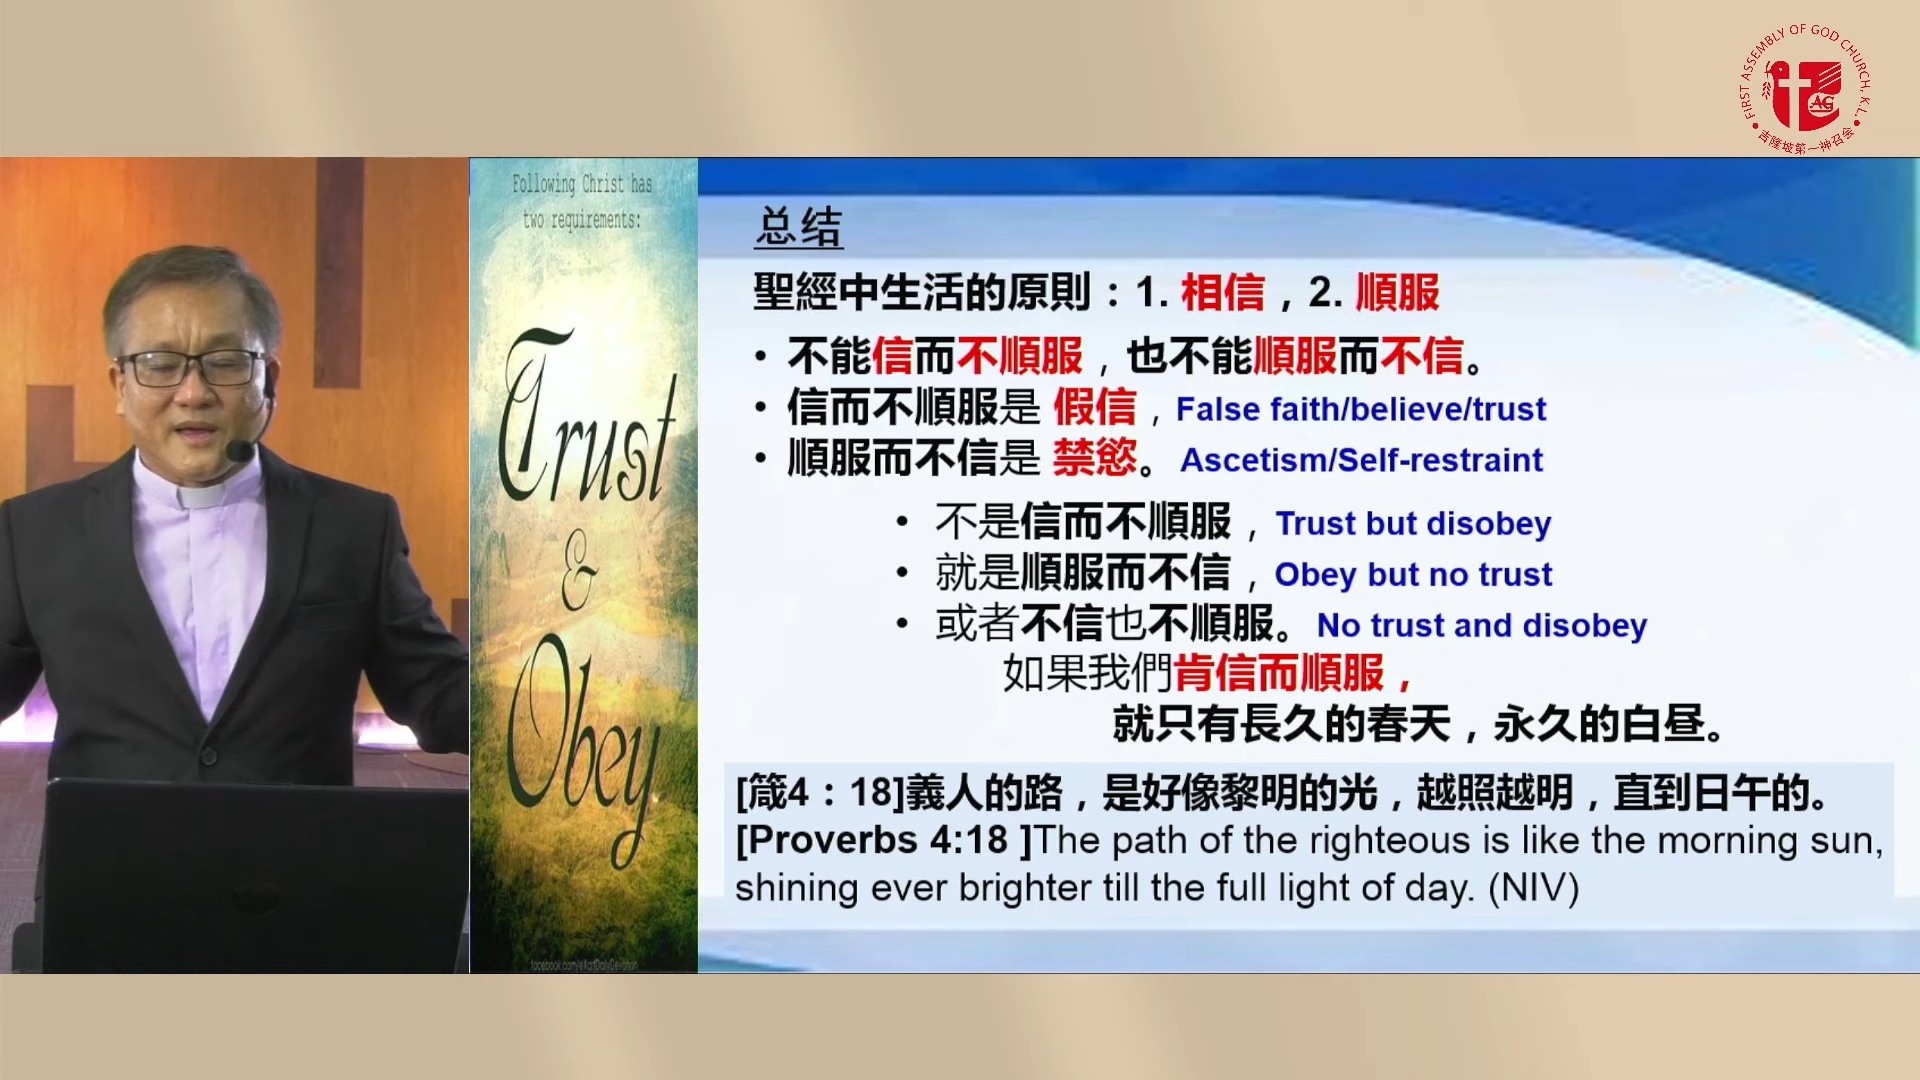 FIRST ASSEMBLY OF GOD CHURCH, K.L.
AG
吉隆坡第一神召会
Following Christ has
two requirements:
Trust
&
Obey
总结
聖經中生活的原則：1. 相信，2. 順服
• 不能信而不順服，也不能順服而不信。
• 信而不順服是 假信，False faith/believe/trust
• 順服而不信是 禁慾。Ascetism/Self-restraint
• 不是信而不順服，Trust but disobey
• 就是順服而不信，Obey but no trust
• 或者不信也不順服。No trust and disobey
如果我們肯信而順服，
就只有長久的春天，永久的白昼。
[箴4：18]義人的路，是好像黎明的光，越照越明，直到日午的。
[Proverbs 4:18 ]The path of the righteous is like the morning sun,
shining ever brighter till the full light of day. (NIV)